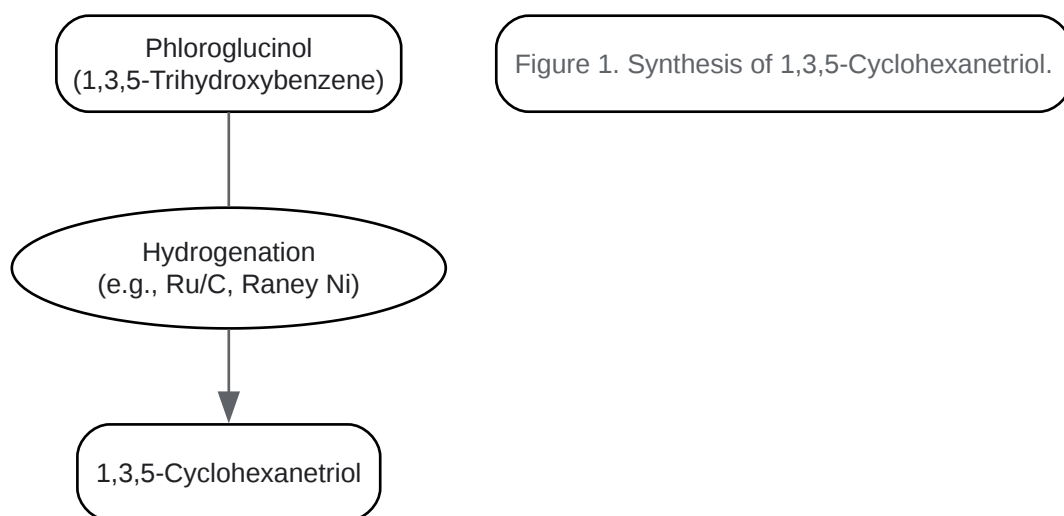 Phloroglucinol
(1,3,5-Trihydroxybenzene)
Figure 1. Synthesis of 1,3,5-Cyclohexanetriol.
Hydrogenation
(e.g., Ru/C, Raney Ni)
1,3,5-Cyclohexanetriol